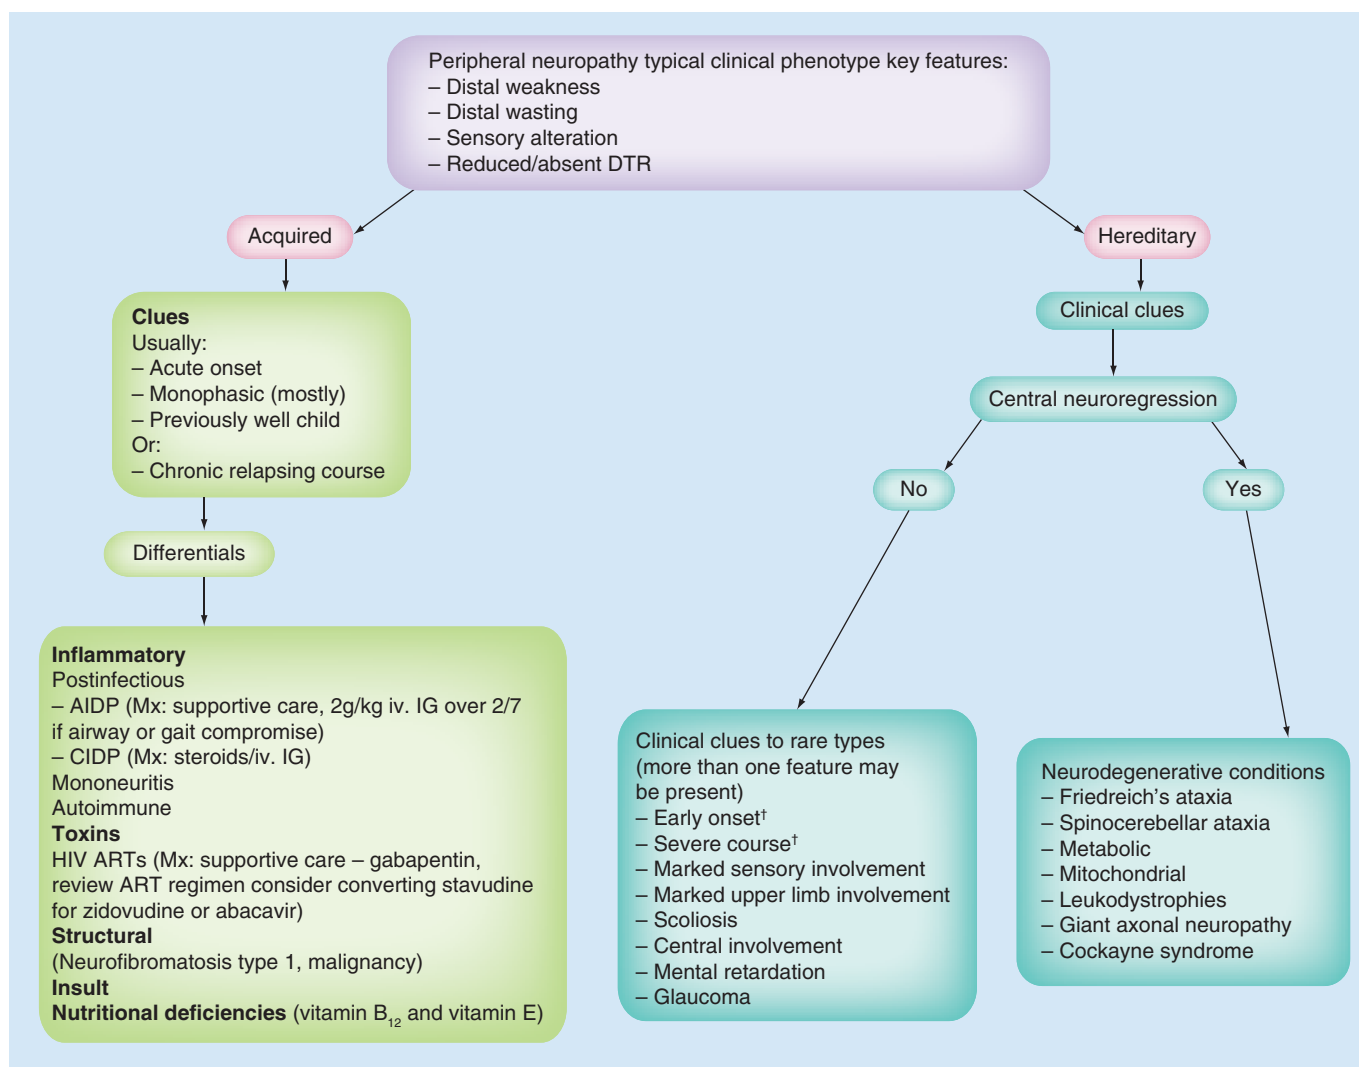 Peripheral neuropathy typical clinical phenotype key features:
– Distal weakness
– Distal wasting
– Sensory alteration
– Reduced/absent DTR
Acquired
Hereditary
Clues
Usually:
– Acute onset
– Monophasic (mostly)
– Previously well child
Or:
– Chronic relapsing course
Differentials
Inflammatory
Postinfectious
– AIDP (Mx: supportive care, 2g/kg iv. IG over 2/7
if airway or gait compromise)
– CIDP (Mx: steroids/iv. IG)
Mononeuritis
Autoimmune
Toxins
HIV ARTs (Mx: supportive care – gabapentin,
review ART regimen consider converting stavudine
for zidovudine or abacavir)
Structural
(Neurofibromatosis type 1, malignancy)
Insult
Nutritional deficiencies (vitamin B12 and vitamin E)
Clinical clues
Central neuroregression
No
Yes
Clinical clues to rare types
(more than one feature may
be present)
– Early onset†
– Severe course†
– Marked sensory involvement
– Marked upper limb involvement
– Scoliosis
– Central involvement
– Mental retardation
– Glaucoma
Neurodegenerative conditions
– Friedreich's ataxia
– Spinocerebellar ataxia
– Metabolic
– Mitochondrial
– Leukodystrophies
– Giant axonal neuropathy
– Cockayne syndrome